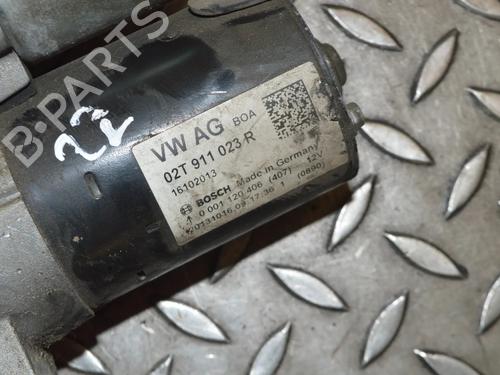 B-PARTS
22
VW AG BOA
02T 911 023 R
16102013
BOSCH Made in Germany
0 001 120 406 (407) 12V
1 (0890)